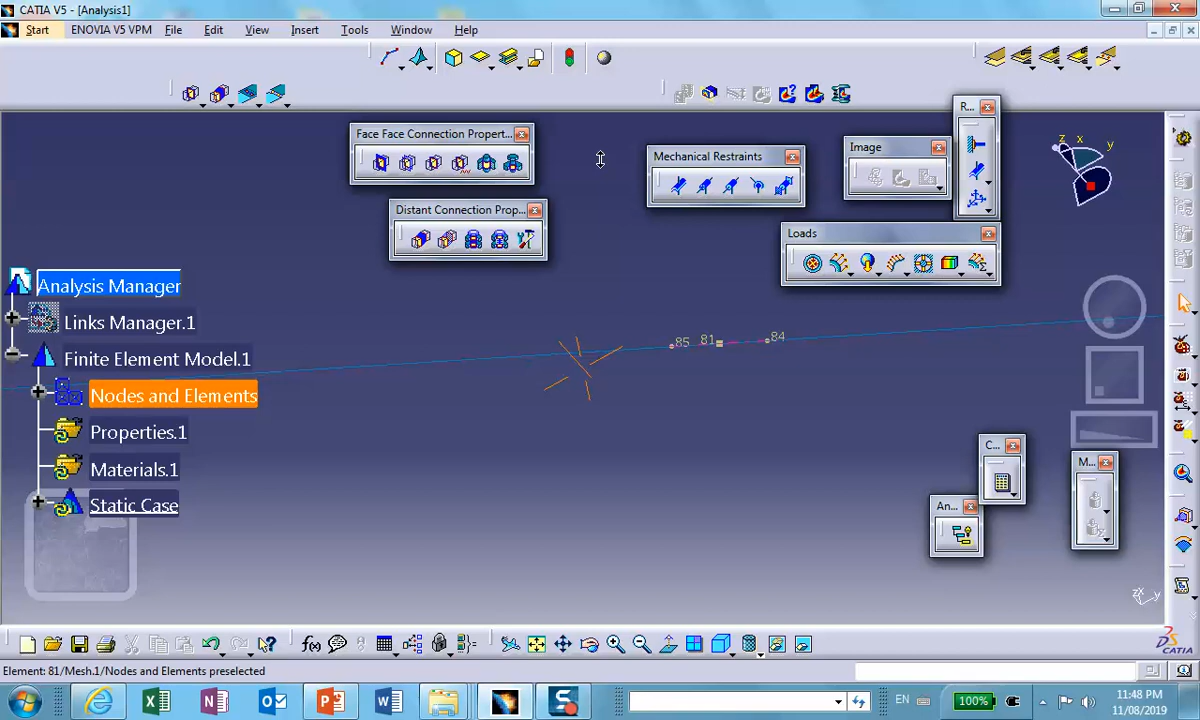 CATIA V5 - [Analysis1]
Start ENOVIA V5 VPM File Edit View Insert Tools Window Help
R...
Face Face Connection Propert...
Mechanical Restraints
Image
z x y
Distant Connection Prop...
Loads
Analysis Manager
Links Manager.1
85 81 84
Finite Element Model.1
Nodes and Elements
Properties.1
C...
M...
Materials.1
Static Case
An...
zx y
f(x)
DS CATIA
Element: 81/Mesh.1/Nodes and Elements preselected
EN 100% 11:48 PM
11/08/2019